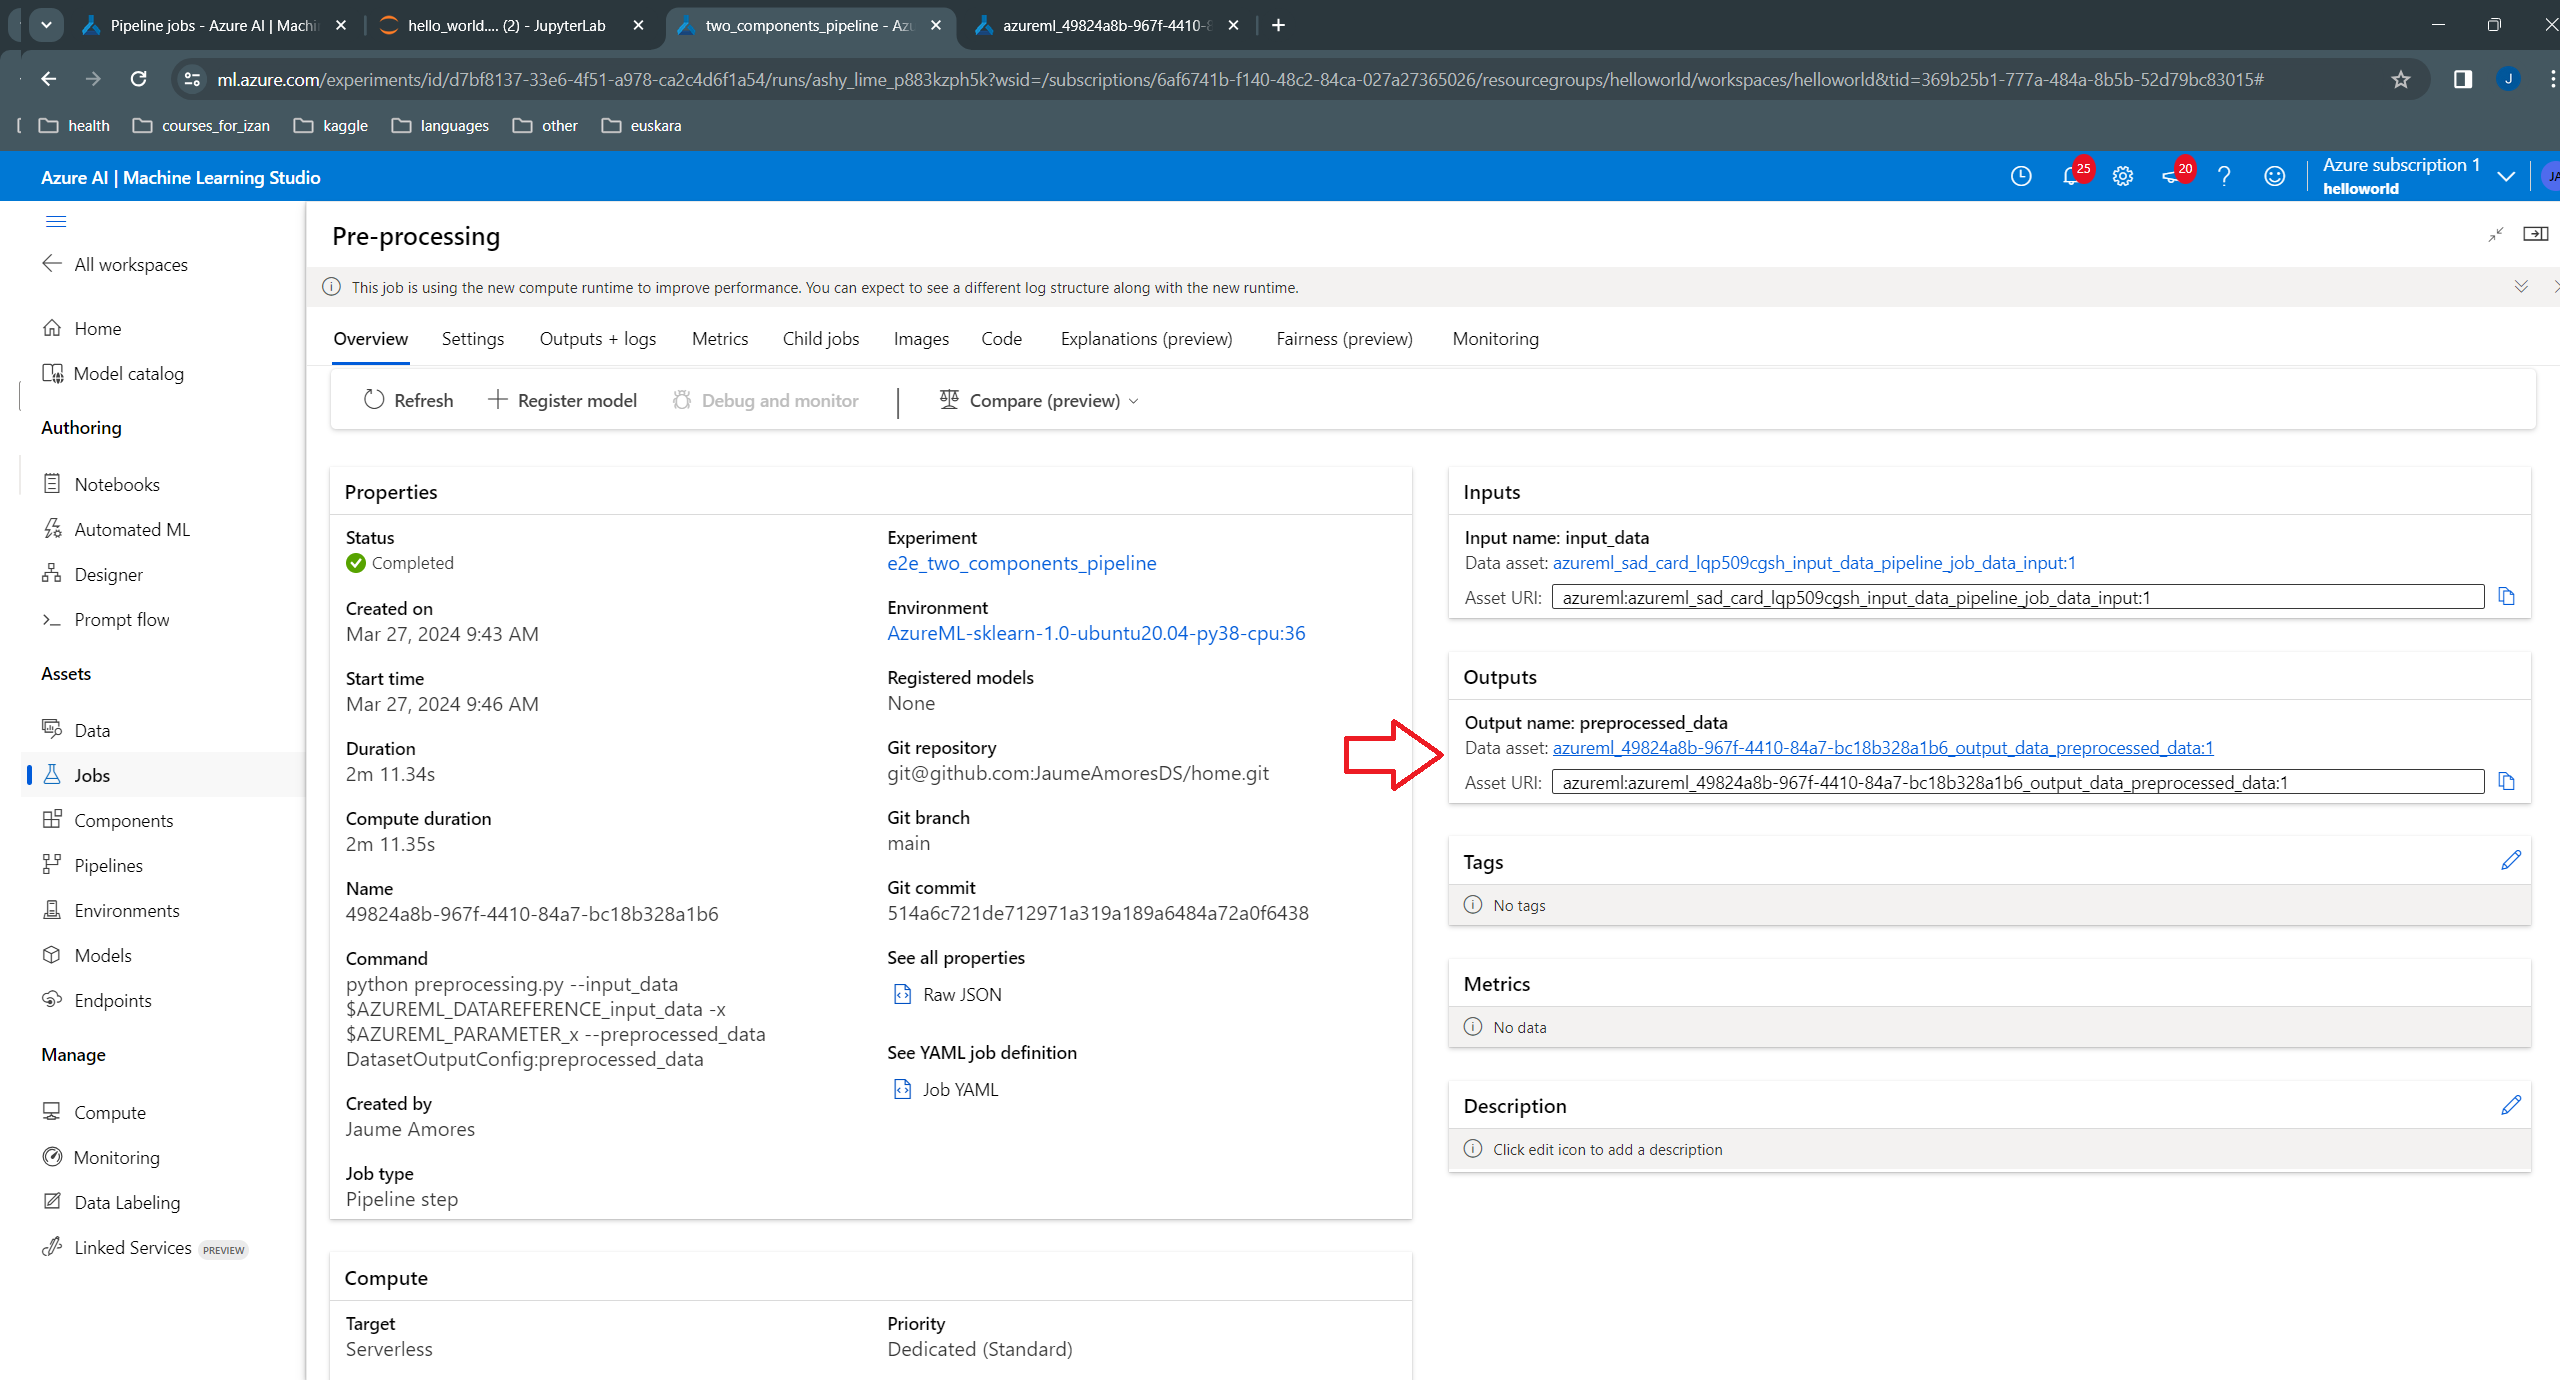 Pipeline jobs - Azure AI | Machi
hello_world.... (2) - JupyterLab
two_components_pipeline - Az
azureml_49824a8b-967f-4410-8
ml.azure.com/experiments/id/d7bf8137-33e6-4f51-a978-ca2c4d6f1a54/runs/ashy_lime_p883kzph5k?wsid=/subscriptions/6af6741b-f140-48c2-84ca-027a27365026/resourcegroups/helloworld/workspaces/helloworld&tid=369b25b1-777a-484a-8b5b-52d79bc83015#
J
health
courses_for_izan
kaggle
languages
other
euskara
Azure AI | Machine Learning Studio
25
20
Azure subscription 1
helloworld
JA
All workspaces
Home
Model catalog
Authoring
Notebooks
Automated ML
Designer
Prompt flow
Assets
Data
Jobs
Components
Pipelines
Environments
Models
Endpoints
Manage
Compute
Monitoring
Data Labeling
Linked Services PREVIEW
Pre-processing
This job is using the new compute runtime to improve performance. You can expect to see a different log structure along with the new runtime.
Overview
Settings
Outputs + logs
Metrics
Child jobs
Images
Code
Explanations (preview)
Fairness (preview)
Monitoring
Refresh
Register model
Debug and monitor
Compare (preview)
Properties
Status
Completed
Created on
Mar 27, 2024 9:43 AM
Start time
Mar 27, 2024 9:46 AM
Duration
2m 11.34s
Compute duration
2m 11.35s
Name
49824a8b-967f-4410-84a7-bc18b328a1b6
Command
python preprocessing.py --input_data
$AZUREML_DATAREFERENCE_input_data -x
$AZUREML_PARAMETER_x --preprocessed_data
DatasetOutputConfig:preprocessed_data
Created by
Jaume Amores
Job type
Pipeline step
Experiment
e2e_two_components_pipeline
Environment
AzureML-sklearn-1.0-ubuntu20.04-py38-cpu:36
Registered models
None
Git repository
git@github.com:JaumeAmoresDS/home.git
Git branch
main
Git commit
514a6c721de712971a319a189a6484a72a0f6438
See all properties
Raw JSON
See YAML job definition
Job YAML
Compute
Target
Serverless
Priority
Dedicated (Standard)
Inputs
Input name: input_data
Data asset: azureml_sad_card_lqp509cgsh_input_data_pipeline_job_data_input:1
Asset URI: azureml:azureml_sad_card_lqp509cgsh_input_data_pipeline_job_data_input:1
Outputs
Output name: preprocessed_data
Data asset: azureml_49824a8b-967f-4410-84a7-bc18b328a1b6_output_data_preprocessed_data:1
Asset URI: azureml:azureml_49824a8b-967f-4410-84a7-bc18b328a1b6_output_data_preprocessed_data:1
Tags
No tags
Metrics
No data
Description
Click edit icon to add a description